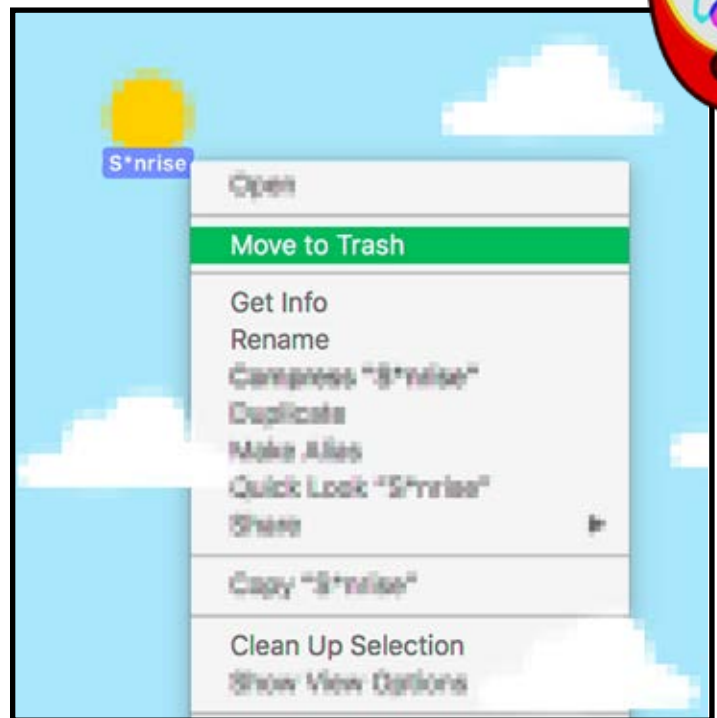 S*nrise
Open
Move to Trash
Get Info
Rename
Compress "S*nrise"
Duplicate
Make Alias
Quick Look "S*nrise"
Share
Copy "S*nrise"
Clean Up Selection
Show View Options